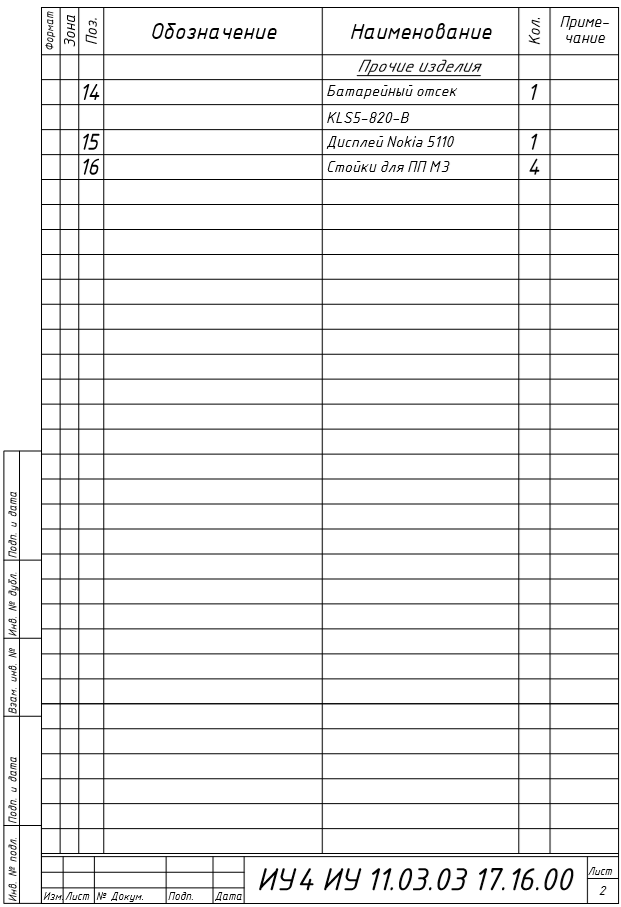 Формат Зона Поз. Обозначение Наименование Кол. Приме-
чание
Прочие изделия
14 Батарейный отсек 1
KLS5-820-B
15 Дисплей Nokia 5110 1
16 Стойки для ПП М3 4
Подп. и дата
Инв. № дубл.
Взам. инв. №
Подп. и дата
Инв. № подл.
ИУ4 ИУ 11.03.03 17.16.00
Лист
2
Изм. Лист № Докум. Подп. Дата